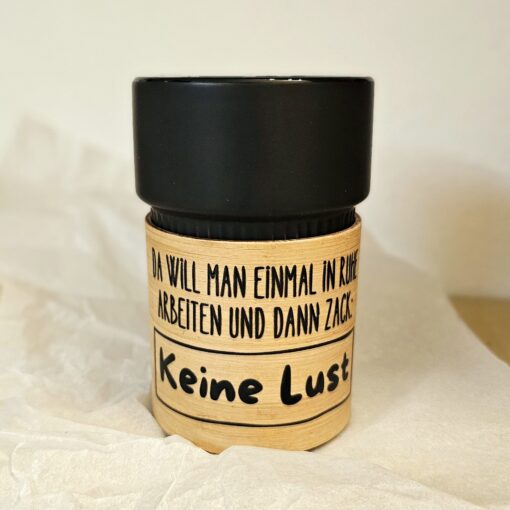 DA WILL MAN EINMAL IN RUHE
ARBEITEN UND DANN ZACK:
Keine Lust